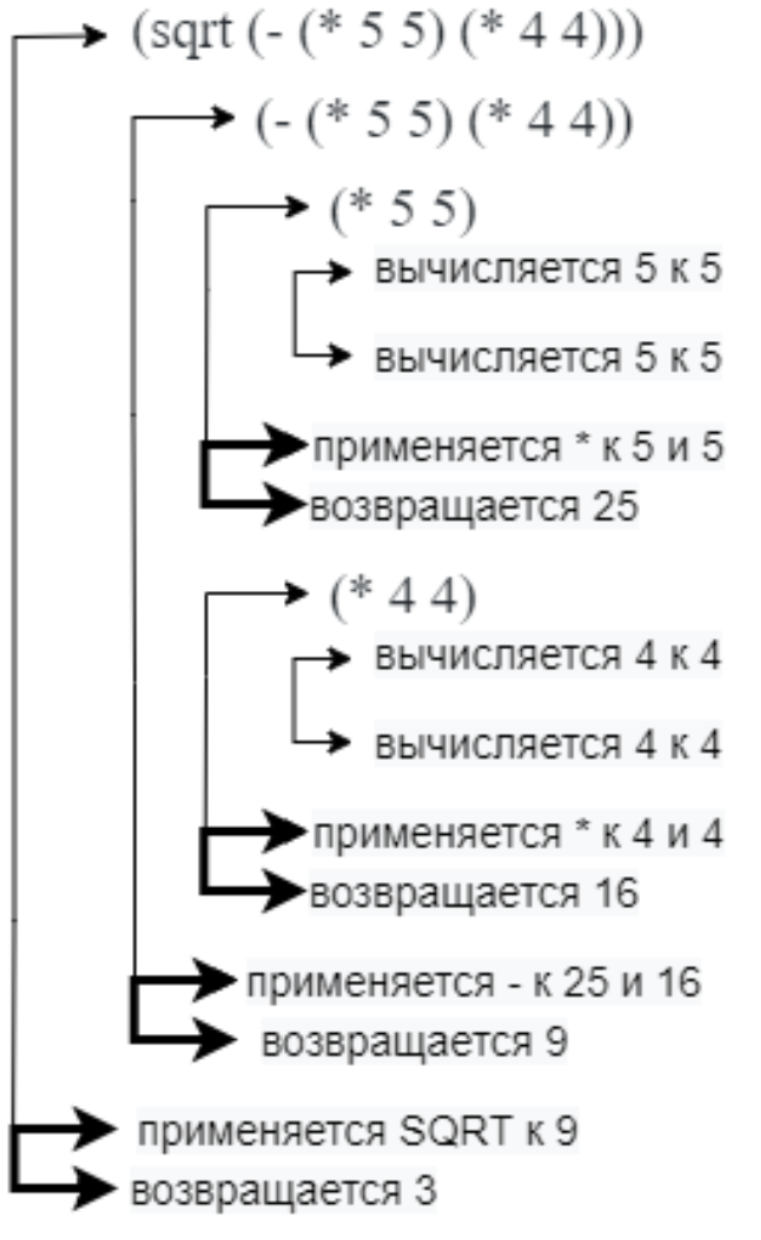 (sqrt (- (* 5 5) (* 4 4)))
(- (* 5 5) (* 4 4))
(* 5 5)
вычисляется 5 к 5
вычисляется 5 к 5
применяется * к 5 и 5
возвращается 25
(* 4 4)
вычисляется 4 к 4
вычисляется 4 к 4
применяется * к 4 и 4
возвращается 16
применяется - к 25 и 16
возвращается 9
применяется SQRT к 9
возвращается 3